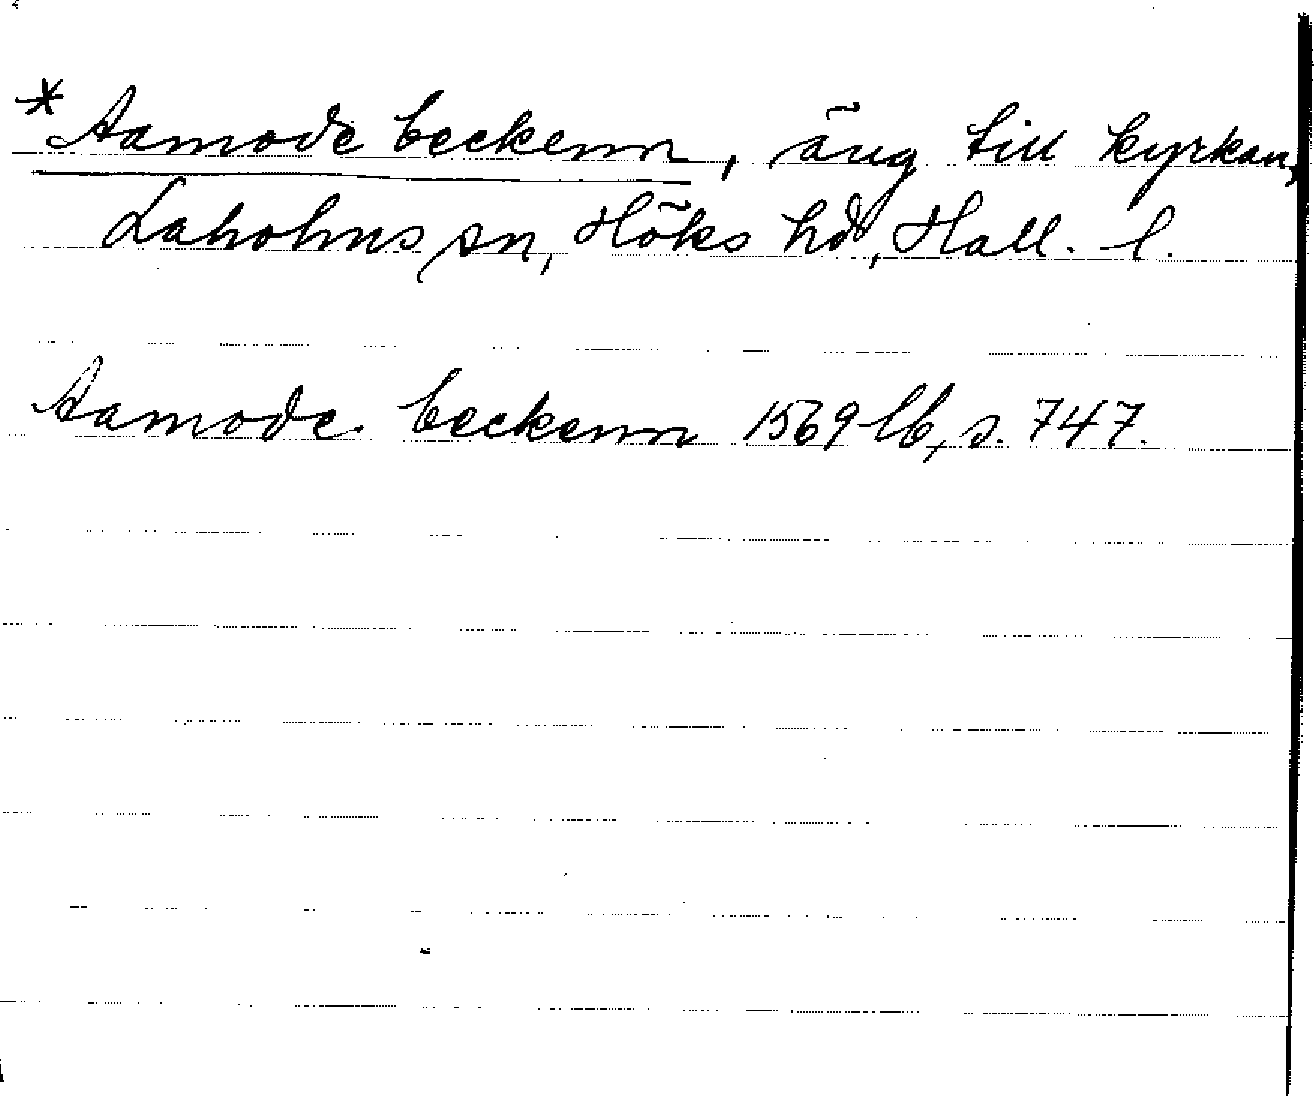 *Aamode beckenn, äng till kyrkan,
Laholms sn, Höks hd, Hall. l.
Aamode beckenn 1569 lb, s. 747.